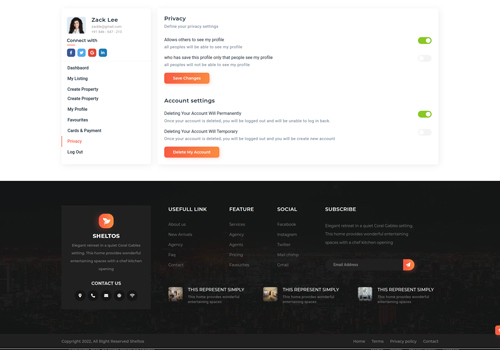 Zack Lee
zacklq@gmail.com
+91 848 - 547 - 210
Connect with
Dashboard
My Listing
Create Property
Create Property
My Profile
Favourites
Cards & Payment
Privacy
Log Out
Privacy
Define your privacy settings
Allows others to see my profile
all peoples will be able to see my profile
who has save this profile only that people see my profile
all peoples will not be able to see my profile
Save Changes
Account settings
Deleting Your Account Will Permanently
Once your account is deleted, you will be logged out and will be unable to log in back.
Deleting Your Account Will Temporary
Once your account is deleted, you will be logged out and you will be create new account
Delete My Account
SHELTOS
Elegant retreat in a quiet Coral Gables
setting. This home provides wonderful
entertaining spaces with a chef kitchen
opening
CONTACT US
USEFULL LINK
About us
New Arrivals
Agency
Faq
Contact
FEATURE
Services
Agency
Agents
Pricing
Favourites
SOCIAL
Facebook
Instagram
Twitter
Mail chimp
Gmail
SUBSCRIBE
Elegant retreat in a quiet Coral Gables setting.
This home provides wonderful entertaining
spaces with a chef kitchen opening
Email Address
THIS REPRESENT SIMPLY
This home provides wonderful
entertaining spaces
THIS REPRESENT SIMPLY
This home provides wonderful
entertaining spaces
THIS REPRESENT SIMPLY
This home provides wonderful
entertaining spaces
Copyright 2022, All Right Reserved Sheltos
Home Terms Privacy policy Contact